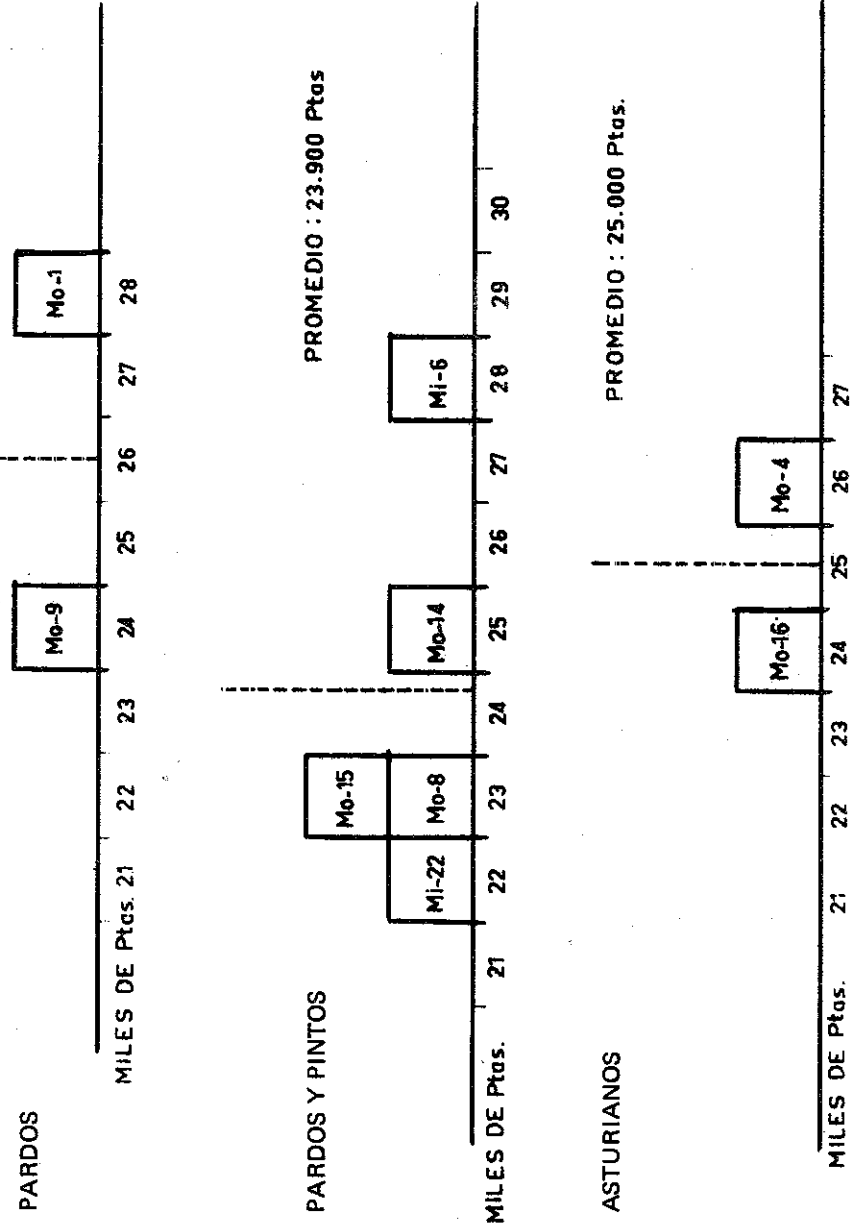 PARDOS
Mo-9
Mo-1
MILES DE Ptas. 21 22 23 24 25 26 27 28
PARDOS Y PINTOS
PROMEDIO : 23.900 Ptas
Mo-15
Mi-22 Mo-8 Mo-14 Mi-6
MILES DE Ptas. 21 22 23 24 25 26 27 28 29 30
ASTURIANOS
PROMEDIO : 25.000 Ptas.
Mo-16 Mo-4
MILES DE Ptas. 21 22 23 24 25 26 27